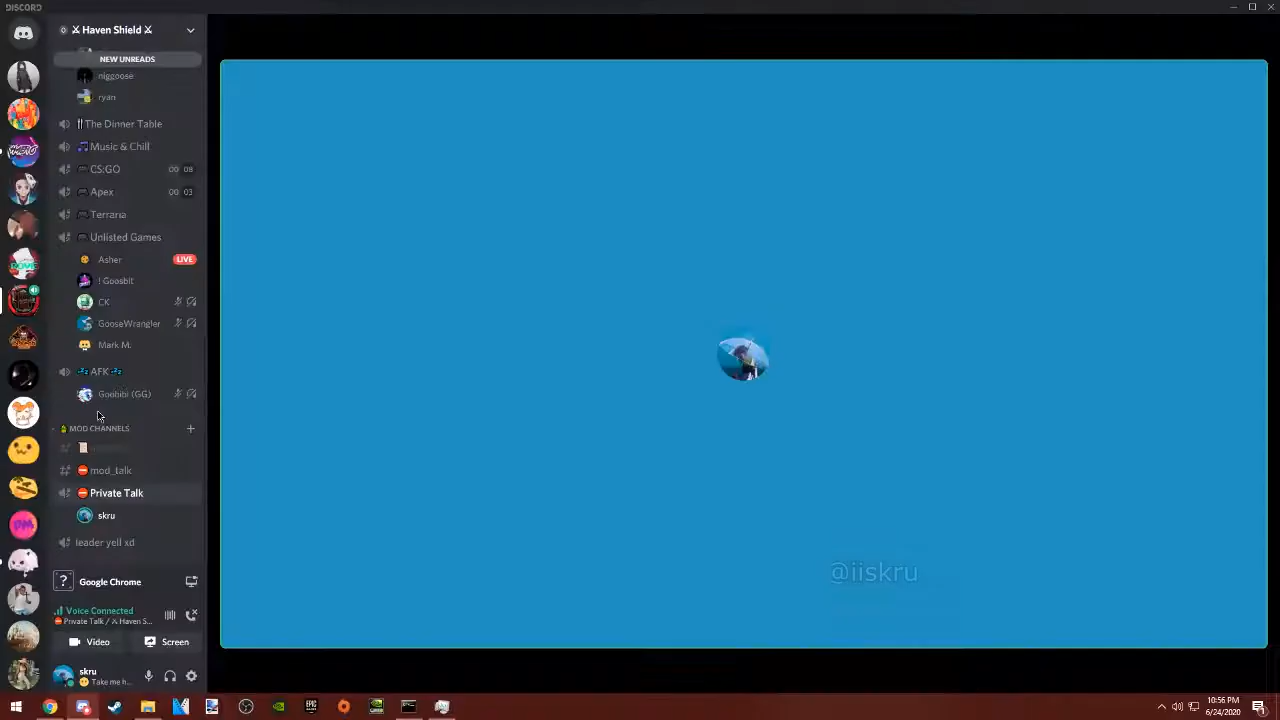 DISCORD
⚔ Haven Shield ⚔
NEW UNREADS
niggoose
ryan
The Dinner Table
Music & Chill
CS:GO 00 08
Apex 00 03
Terraria
Unlisted Games
Asher LIVE
! Goosbit
CK
GooseWrangler
Mark M.
AFK
Goobibi (GG)
MOD CHANNELS
mod_talk
Private Talk
skru
leader yell xd
? Google Chrome
Voice Connected
Private Talk / ⚔ Haven S...
Video Screen
skru
Take me h...
@iiskru
10:56 PM
6/24/2020